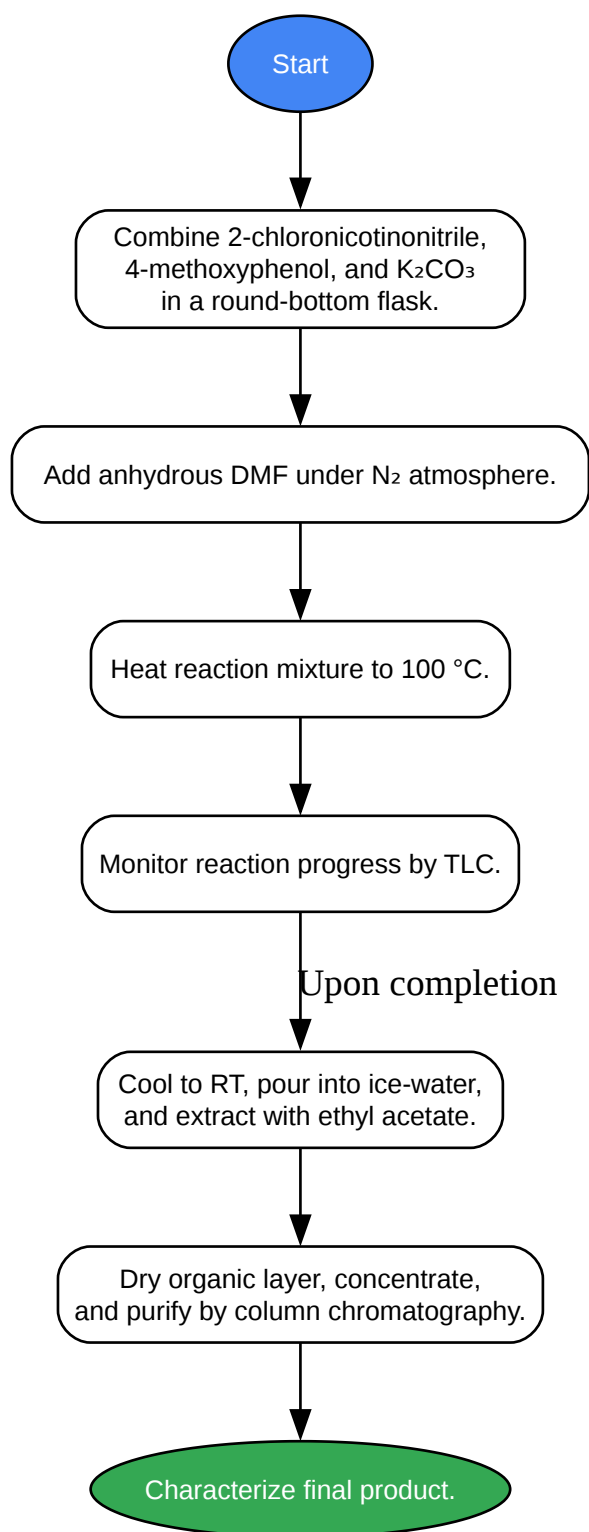 Start
Combine 2-chloronicotinonitrile,
4-methoxyphenol, and K₂CO₃
in a round-bottom flask.
Add anhydrous DMF under N₂ atmosphere.
Heat reaction mixture to 100 °C.
Monitor reaction progress by TLC.
Upon completion
Cool to RT, pour into ice-water,
and extract with ethyl acetate.
Dry organic layer, concentrate,
and purify by column chromatography.
Characterize final product.